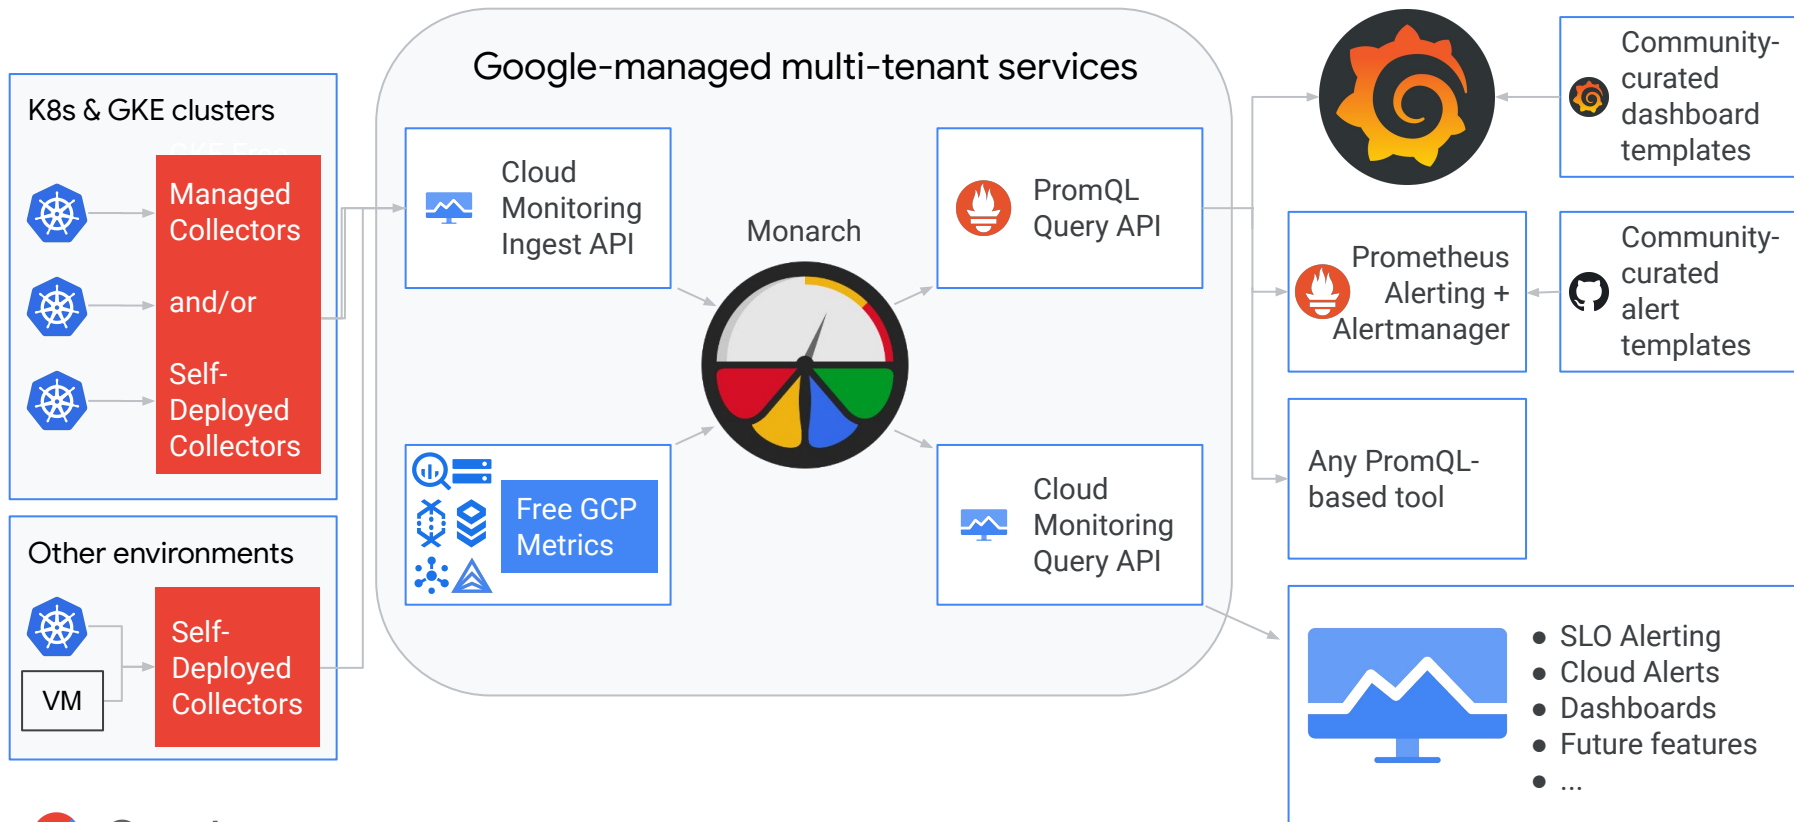 Google-managed multi-tenant services
K8s & GKE clusters
Managed
Collectors
and/or
Self-
Deployed
Collectors
Other environments
VM
Self-
Deployed
Collectors
Cloud
Monitoring
Ingest API
Free GCP
Metrics
Monarch
PromQL
Query API
Cloud
Monitoring
Query API
Community-
curated
dashboard
templates
Prometheus
Alerting +
Alertmanager
Community-
curated
alert
templates
Any PromQL-
based tool
● SLO Alerting
● Cloud Alerts
● Dashboards
● Future features
● ...